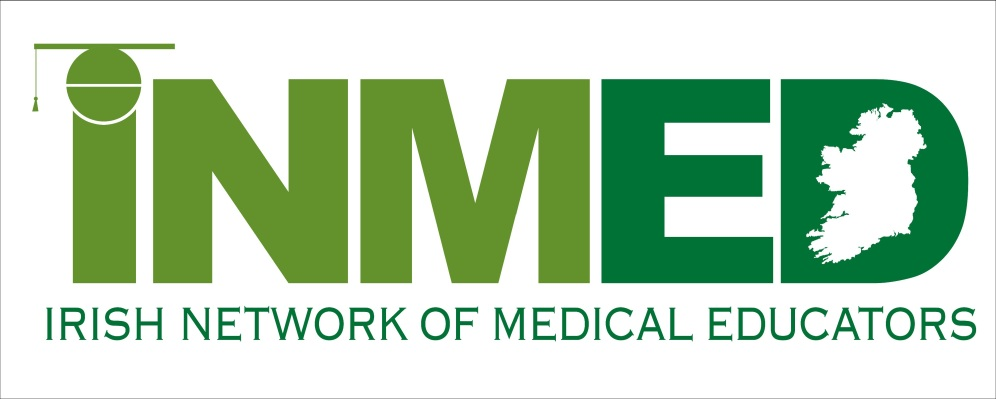 iNMED
IRISH NETWORK OF MEDICAL EDUCATORS